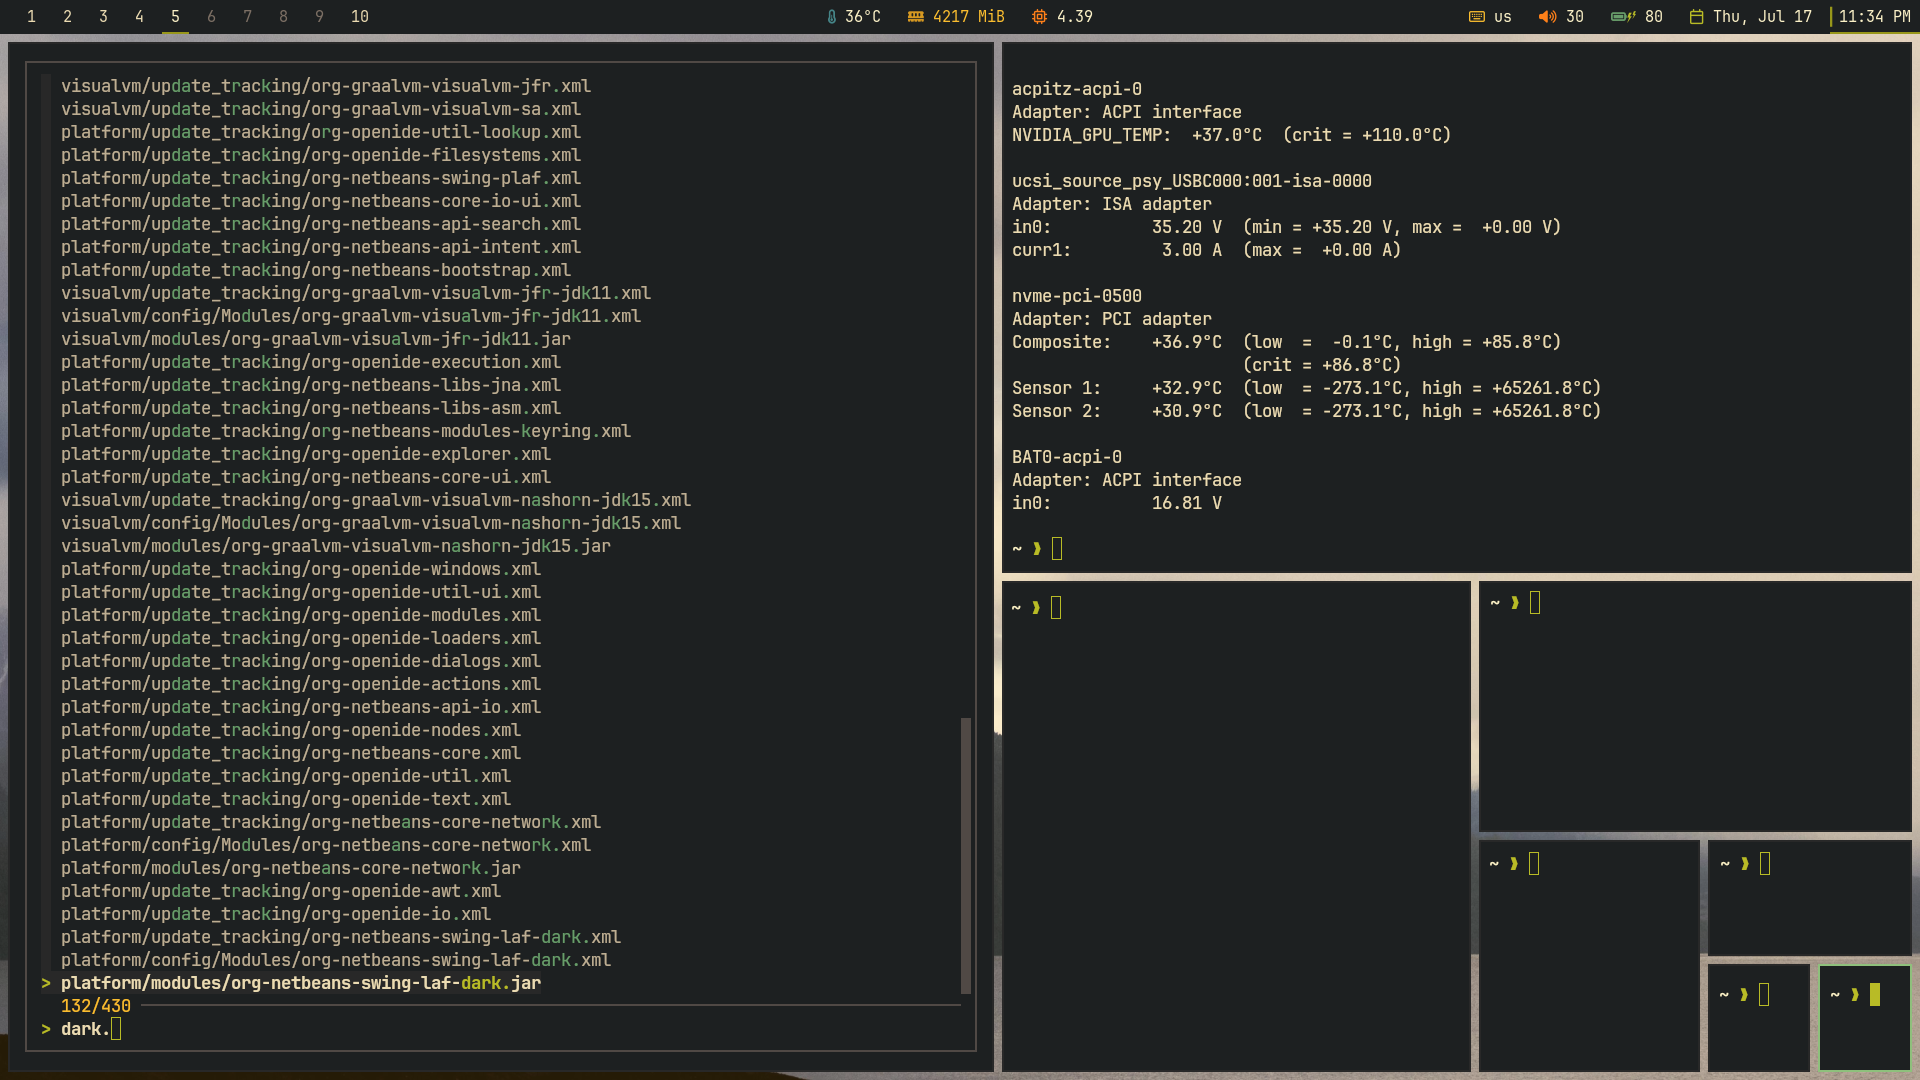 1 2 3 4 5 6 7 8 9 10
36°C 4217 MiB 4.39
us 30 80 Thu, Jul 17 11:34 PM
visualvm/update_tracking/org-graalvm-visualvm-jfr.xml
visualvm/update_tracking/org-graalvm-visualvm-sa.xml
platform/update_tracking/org-openide-util-lookup.xml
platform/update_tracking/org-openide-filesystems.xml
platform/update_tracking/org-netbeans-swing-plaf.xml
platform/update_tracking/org-netbeans-core-io-ui.xml
platform/update_tracking/org-netbeans-api-search.xml
platform/update_tracking/org-netbeans-api-intent.xml
platform/update_tracking/org-netbeans-bootstrap.xml
visualvm/update_tracking/org-graalvm-visualvm-jfr-jdk11.xml
visualvm/config/Modules/org-graalvm-visualvm-jfr-jdk11.xml
visualvm/modules/org-graalvm-visualvm-jfr-jdk11.jar
platform/update_tracking/org-openide-execution.xml
platform/update_tracking/org-netbeans-libs-jna.xml
platform/update_tracking/org-netbeans-libs-asm.xml
platform/update_tracking/org-netbeans-modules-keyring.xml
platform/update_tracking/org-openide-explorer.xml
platform/update_tracking/org-netbeans-core-ui.xml
visualvm/update_tracking/org-graalvm-visualvm-nashorn-jdk15.xml
visualvm/config/Modules/org-graalvm-visualvm-nashorn-jdk15.xml
visualvm/modules/org-graalvm-visualvm-nashorn-jdk15.jar
platform/update_tracking/org-openide-windows.xml
platform/update_tracking/org-openide-util-ui.xml
platform/update_tracking/org-openide-modules.xml
platform/update_tracking/org-openide-loaders.xml
platform/update_tracking/org-openide-dialogs.xml
platform/update_tracking/org-openide-actions.xml
platform/update_tracking/org-netbeans-api-io.xml
platform/update_tracking/org-openide-nodes.xml
platform/update_tracking/org-netbeans-core.xml
platform/update_tracking/org-openide-util.xml
platform/update_tracking/org-openide-text.xml
platform/update_tracking/org-netbeans-core-network.xml
platform/config/Modules/org-netbeans-core-network.xml
platform/modules/org-netbeans-core-network.jar
platform/update_tracking/org-openide-awt.xml
platform/update_tracking/org-openide-io.xml
platform/update_tracking/org-netbeans-swing-laf-dark.xml
platform/config/Modules/org-netbeans-swing-laf-dark.xml
> platform/modules/org-netbeans-swing-laf-dark.jar
132/430
> dark.
acpitz-acpi-0
Adapter: ACPI interface
NVIDIA_GPU_TEMP:  +37.0°C  (crit = +110.0°C)
ucsi_source_psy_USBC000:001-isa-0000
Adapter: ISA adapter
in0:          35.20 V  (min = +35.20 V, max =  +0.00 V)
curr1:         3.00 A  (max =  +0.00 A)
nvme-pci-0500
Adapter: PCI adapter
Composite:    +36.9°C  (low  =  -0.1°C, high = +85.8°C)
(crit = +86.8°C)
Sensor 1:     +32.9°C  (low  = -273.1°C, high = +65261.8°C)
Sensor 2:     +30.9°C  (low  = -273.1°C, high = +65261.8°C)
BAT0-acpi-0
Adapter: ACPI interface
in0:          16.81 V
~ ❱
~ ❱
~ ❱
~ ❱
~ ❱
~ ❱
~ ❱